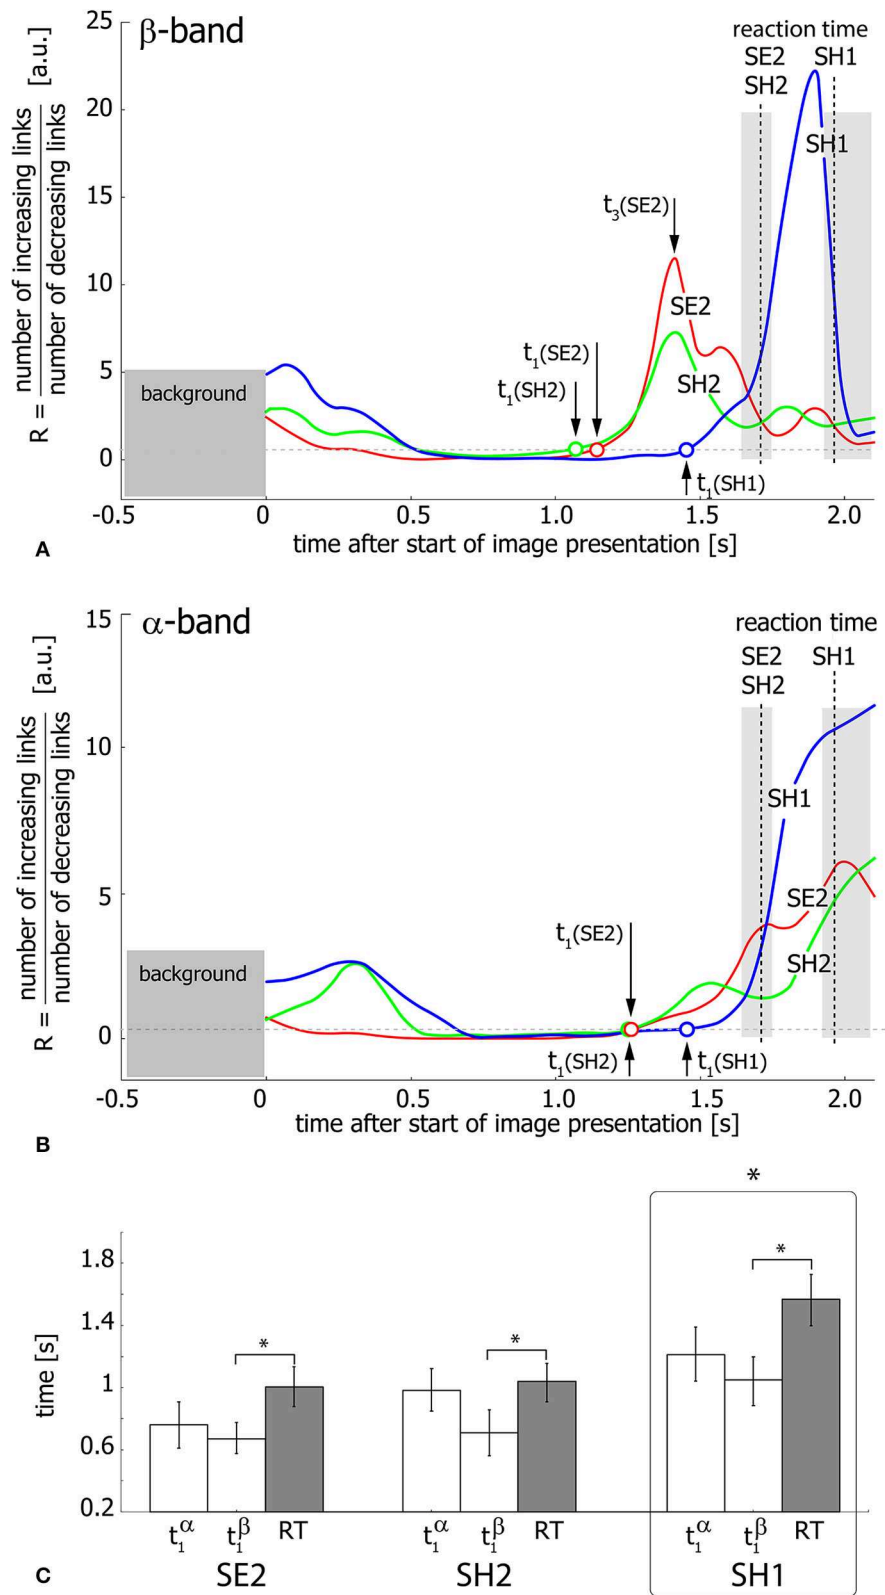 β-band
R = number of increasing links / number of decreasing links [a.u.]
25
20
15
10
5
0
reaction time
SE2 SH1
SH2
SH1
t3(SE2)
SE2
t1(SE2)
t1(SH2)
SH2
background
t1(SH1)
-0.5 0 0.5 1.0 1.5 2.0
time after start of image presentation [s]
A
α-band
R = number of increasing links / number of decreasing links [a.u.]
15
10
5
0
reaction time
SE2 SH1
SH2
SH1
SE2
t1(SE2)
SH2
background
t1(SH2) t1(SH1)
-0.5 0 0.5 1.0 1.5 2.0
time after start of image presentation [s]
B
*
time [s]
1.8
1.4
1
0.6
0.2
* * *
t1α t1β RT t1α t1β RT t1α t1β RT
SE2 SH2 SH1
C